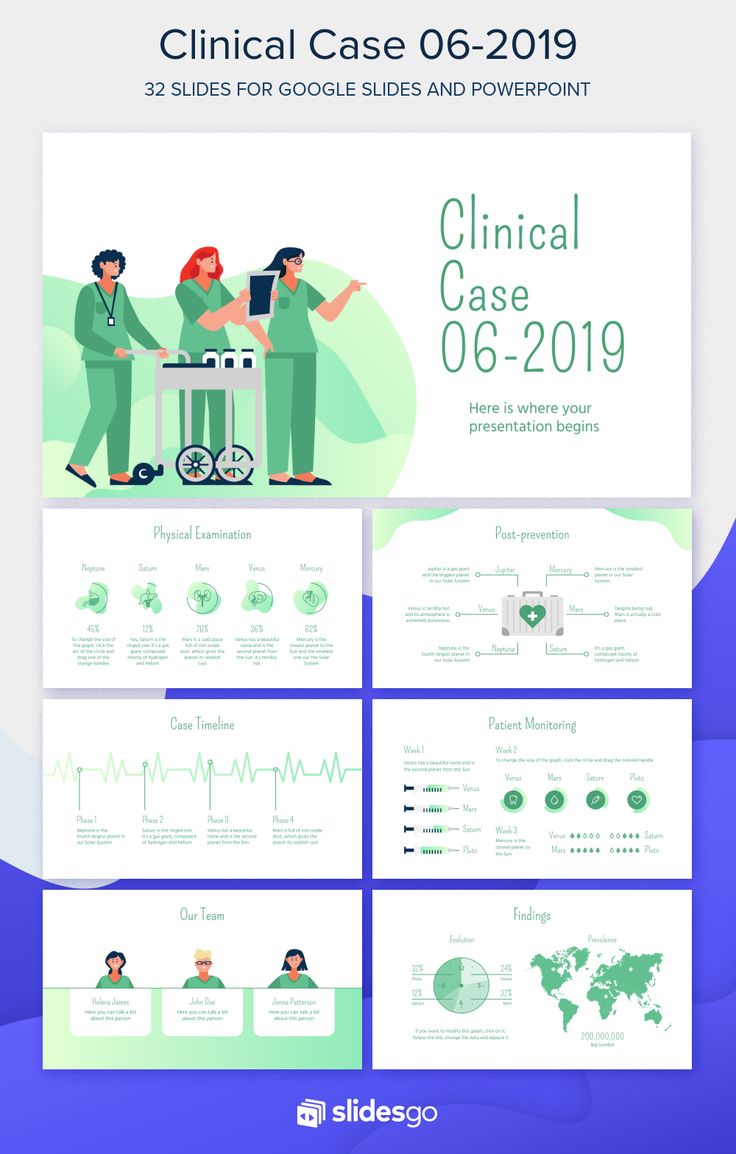 Clinical Case 06-2019
32 SLIDES FOR GOOGLE SLIDES AND POWERPOINT
Clinical
Case
06-2019
Here is where your
presentation begins
Physical Examination
Neptune
46%
To change the size of
the graph, click the
arc of the circle and
drag one of the
orange handles
Saturn
12%
Yes, Saturn is the
ringed one. It's a gas
giant, composed
mostly of hydrogen
and helium
Mars
78%
Mars is a cold place
full of iron oxide
dust, which gives the
planet its reddish
cast
Venus
36%
Venus has a beautiful
name and is the
second planet from
the Sun. It's terribly
hot
Mercury
62%
Mercury is the
closest planet to the
Sun and the smallest
one our the Solar
System
Post-prevention
Jupiter is a gas giant
and the biggest planet
in our Solar System
Jupiter
Mercury
Mercury is the smallest
planet in our Solar
System
Venus is terribly hot
and its atmosphere is
extremely poisonous
Venus
Mars
Despite being red,
Mars is actually a cold
place
Neptune is the
fourth-largest planet in
our Solar System
Neptune
Saturn
It's a gas giant,
composed mostly of
hydrogen and helium
Case Timeline
Phase 1
Neptune is the
fourth-largest planet in
our Solar System
Phase 2
Saturn is the ringed one.
It's a gas giant, composed
of hydrogen and helium
Phase 3
Venus has a beautiful
name and is the second
planet from the Sun
Phase 4
Mars is full of iron oxide
dust, which gives the
planet its reddish cast
Patient Monitoring
Week 1
Venus has a beautiful name and is
the second planet from the Sun
Venus
Mars
Saturn
Pluto
Week 2
To change the size of the graph, click the circle and drag the colored handle
Venus
Mars
Saturn
Pluto
Week 3
Mercury is the
closest planet to
the Sun
Venus
Saturn
Mars
Pluto
Our Team
Helena James
Here you can talk a bit
about this person
John Doe
Here you can talk a bit
about this person
Jenna Patterson
Here you can talk a bit
about this person
Findings
Evolution
32%
Pluto
12%
Saturn
12
3
6
9
24%
Venus
32%
Mars
If you want to modify this graph, click on it,
follow the link, change the data and replace it
Prevalence
200,000,000
Big number
slidesgo